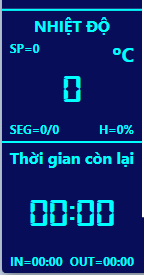 NHIỆT ĐỘ
SP=0 °C
0
SEG=0/0 H=0%
Thời gian còn lại
00:00
IN=00:00 OUT=00:00